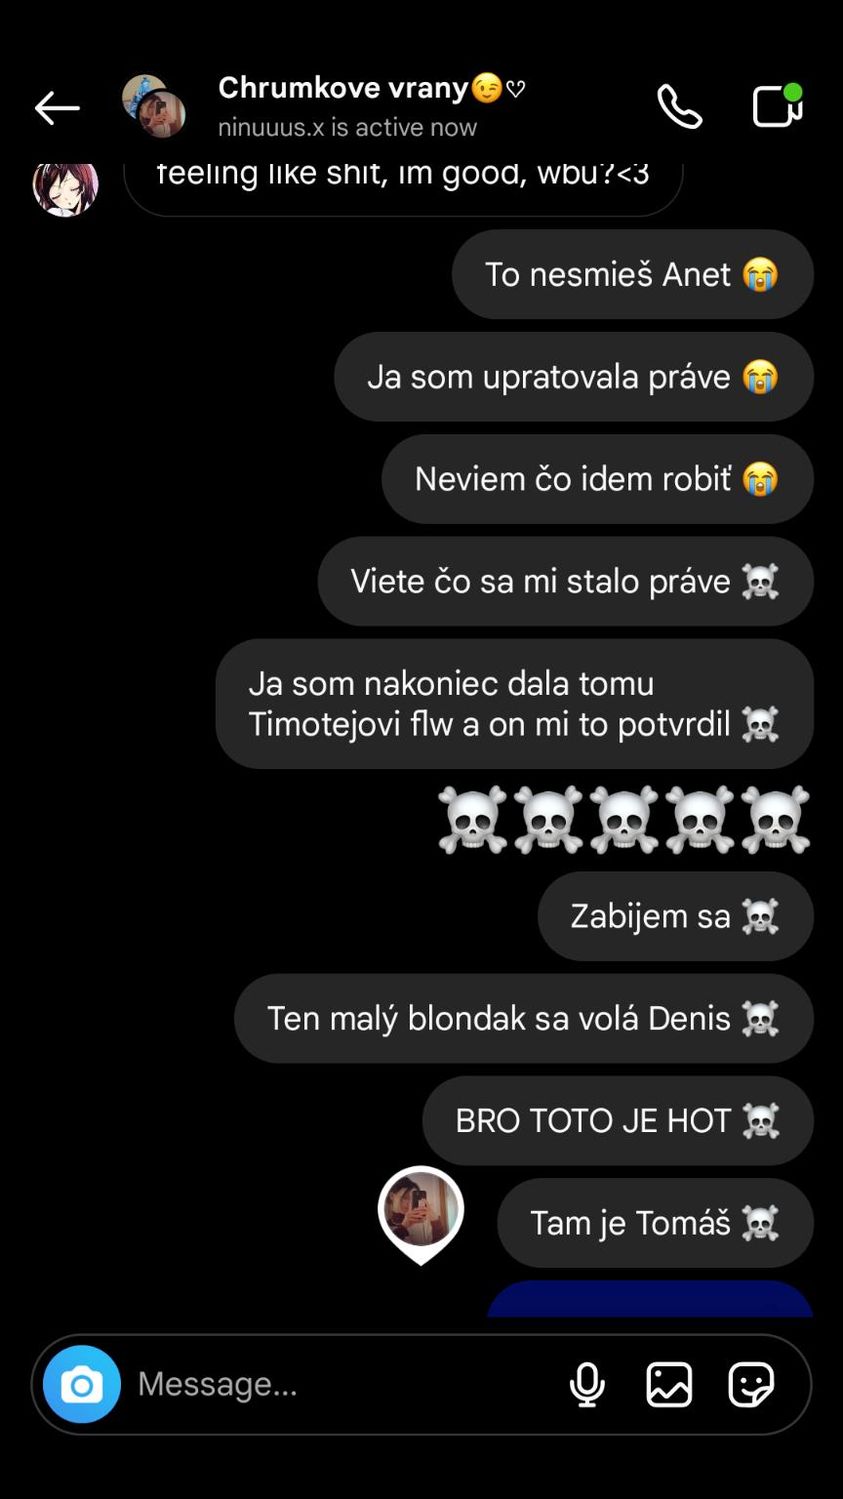 Chrumkove vrany😉♡
ninuuus.x is active now
feeling like shit, im good, wbu?<3
To nesmieš Anet 😭
Ja som upratovala práve 😭
Neviem čo idem robiť 😭
Viete čo sa mi stalo práve ☠️
Ja som nakoniec dala tomu
Timotejovi flw a on mi to potvrdil ☠️
☠️☠️☠️☠️☠️
Zabijem sa ☠️
Ten malý blondak sa volá Denis ☠️
BRO TOTO JE HOT ☠️
Tam je Tomáš ☠️
Message...